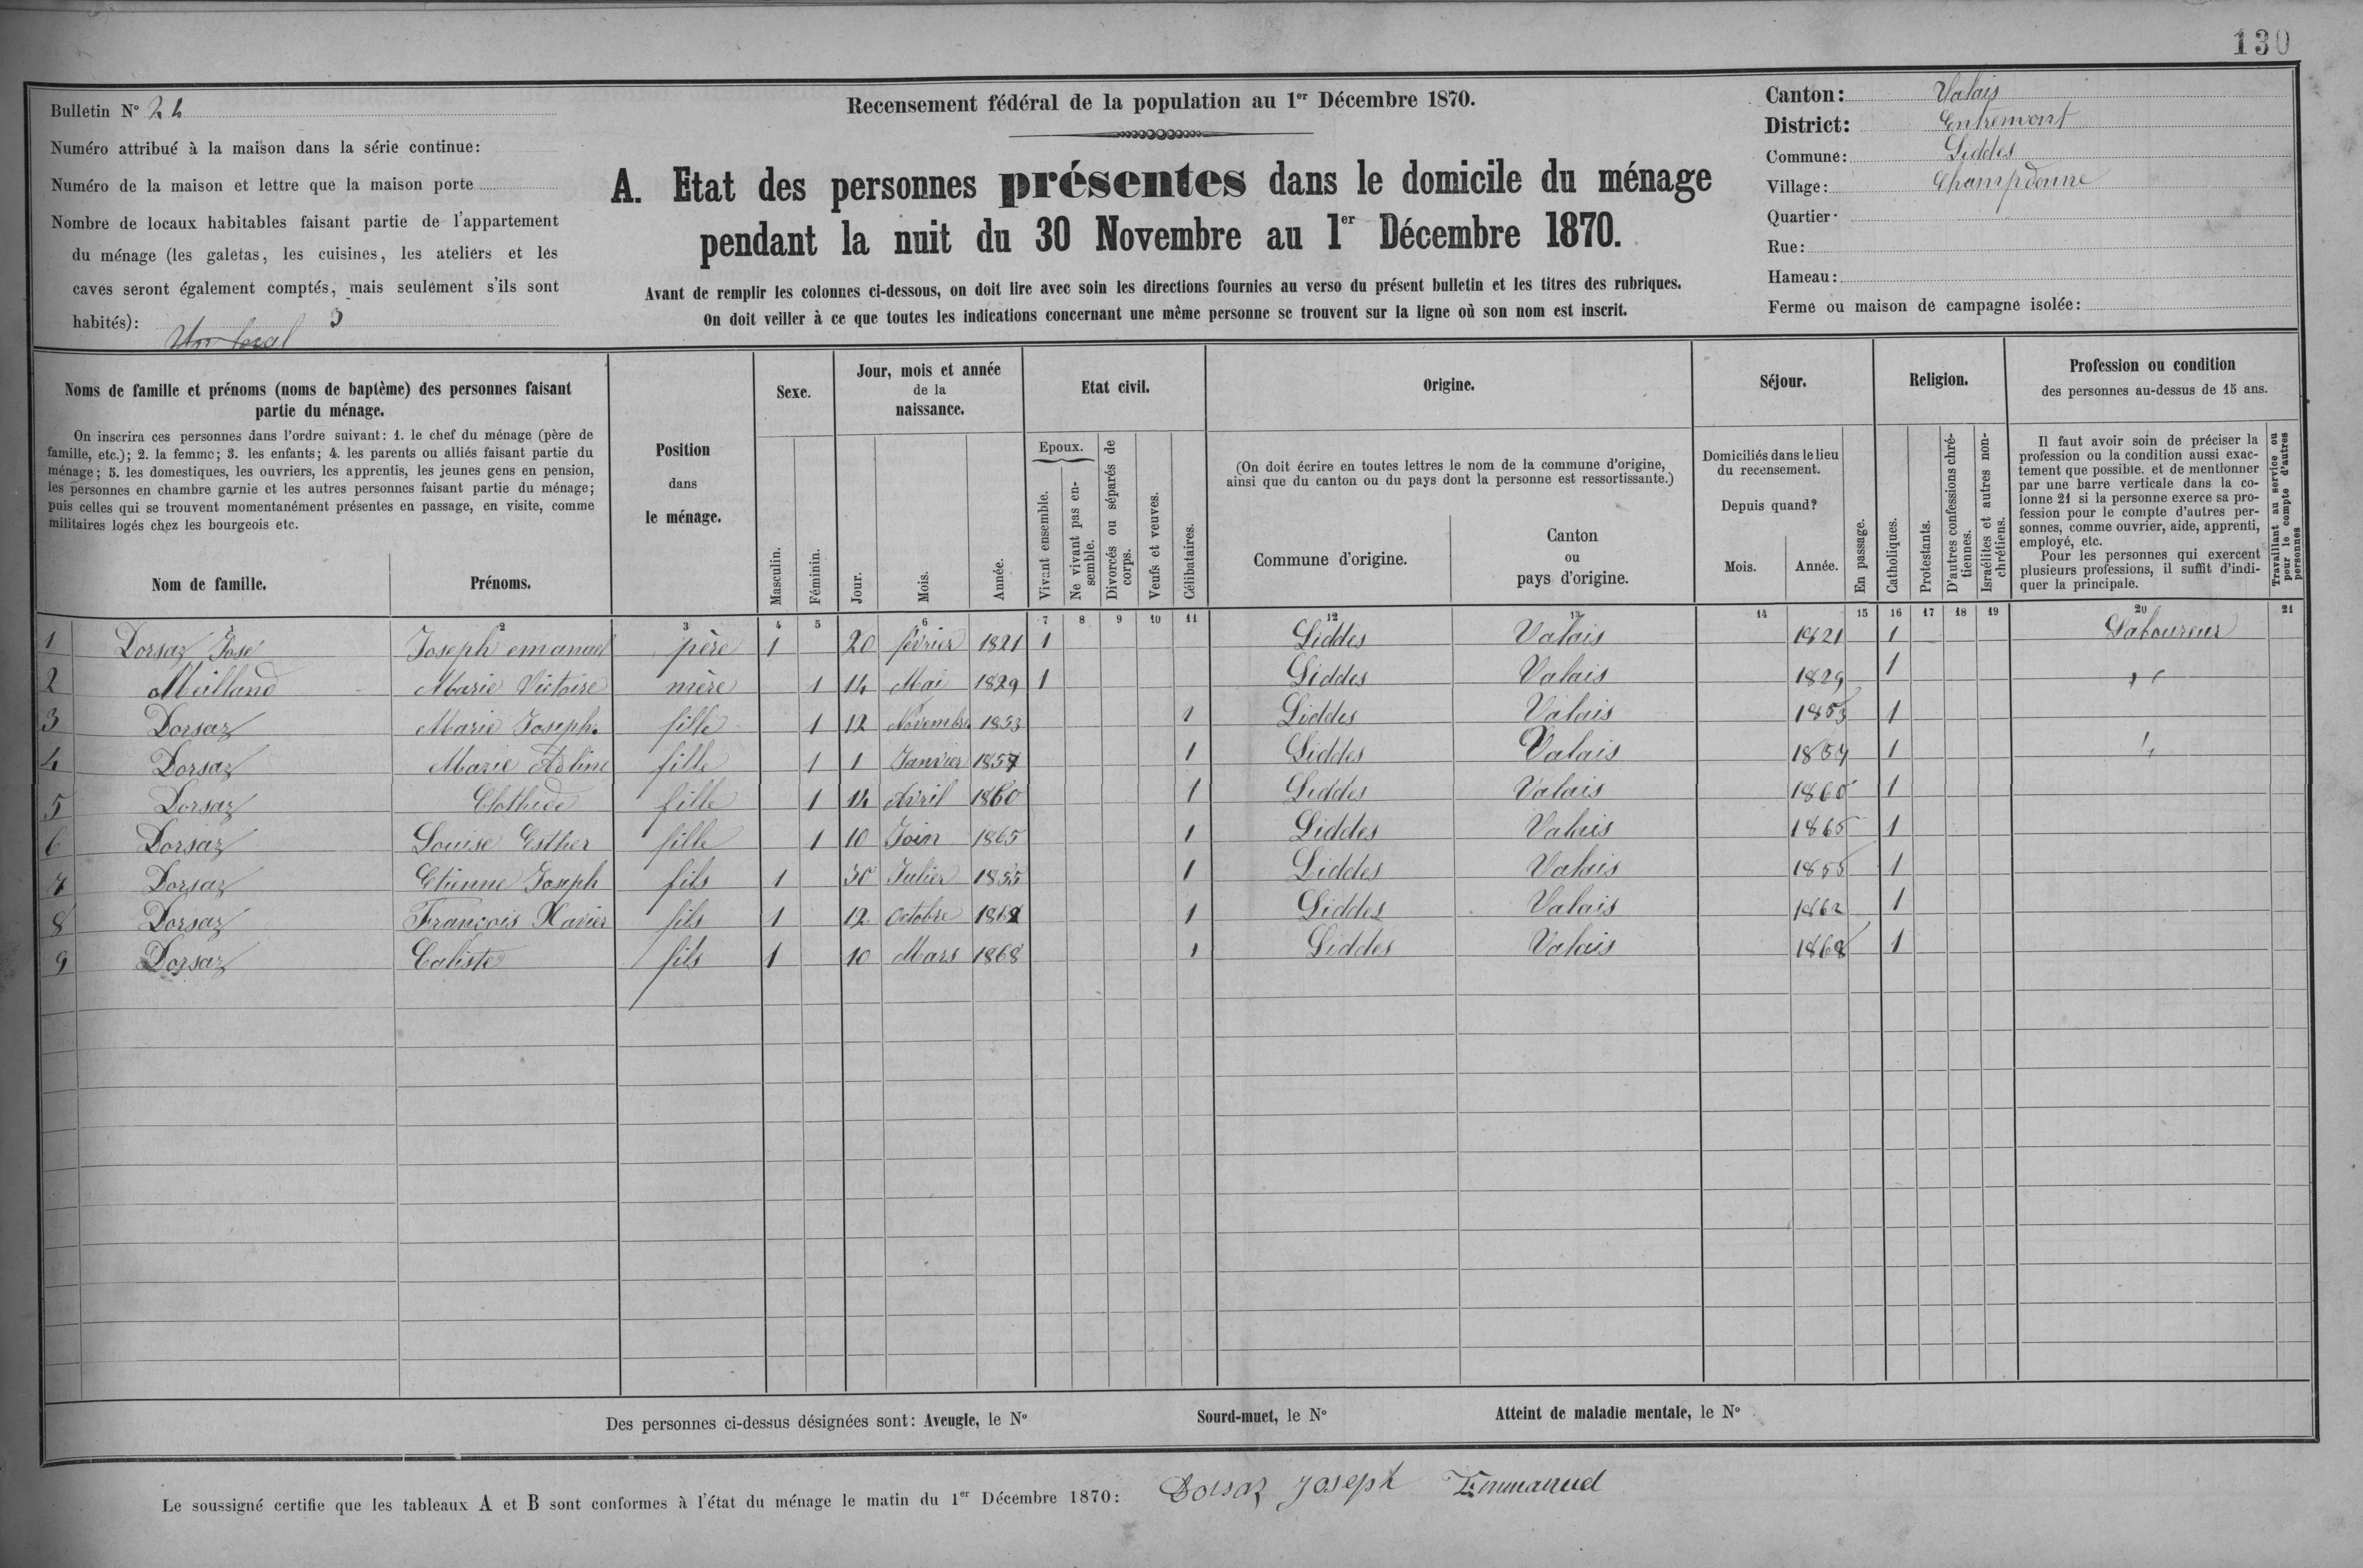 130
Bulletin Nº 24
Numéro attribué à la maison dans la série continue:
Numéro de la maison et lettre que la maison porte
Nombre de locaux habitables faisant partie de l'appartement
du ménage (les galetas, les cuisines, les ateliers et les
caves seront également comptés, mais seulement s'ils sont
habités): 3
Un local
Recensement fédéral de la population au 1er Décembre 1870.
A. Etat des personnes présentes dans le domicile du ménage
pendant la nuit du 30 Novembre au 1er Décembre 1870.
Avant de remplir les colonnes ci-dessous, on doit lire avec soin les directions fournies au verso du présent bulletin et les titres des rubriques.
On doit veiller à ce que toutes les indications concernant une même personne se trouvent sur la ligne où son nom est inscrit.
Canton: Valais
District: Entremont
Commune: Liddes
Village: Champdonne
Quartier:
Rue:
Hameau:
Ferme ou maison de campagne isolée:
Noms de famille et prénoms (noms de baptême) des personnes faisant
partie du ménage.
On inscrira ces personnes dans l'ordre suivant: 1. le chef du ménage (père de
famille, etc.); 2. la femme; 3. les enfants; 4. les parents ou alliés faisant partie du
ménage; 5. les domestiques, les ouvriers, les apprentis, les jeunes gens en pension,
les personnes en chambre garnie et les autres personnes faisant partie du ménage;
puis celles qui se trouvent momentanément présentes en passage, en visite, comme
militaires logés chez les bourgeois etc.
Nom de famille.
Prénoms.
Position
dans
le ménage.
Sexe.
Masculin.
Féminin.
Jour, mois et année
de la
naissance.
Jour.
Mois.
Année.
Etat civil.
Epoux.
Vivant ensemble.
Ne vivant pas en-
semble.
Divorcés ou séparés de
corps.
Veufs et veuves.
Célibataires.
Origine.
(On doit écrire en toutes lettres le nom de la commune d'origine,
ainsi que du canton ou du pays dont la personne est ressortissante.)
Commune d'origine.
Canton
ou
pays d'origine.
Séjour.
Domiciliés dans le lieu
du recensement.
Depuis quand?
Mois.
Année.
En passage.
Religion.
Catholiques.
Protestants.
D'autres confessions chré-
tiennes.
Israélites et autres non-
chrétiens.
Profession ou condition
des personnes au-dessus de 15 ans.
Il faut avoir soin de préciser la
profession ou la condition aussi exac-
tement que possible. et de mentionner
par une barre verticale dans la co-
lonne 21 si la personne exerce sa pro-
fession pour le compte d'autres per-
sonnes, comme ouvrier, aide, apprenti,
employé, etc.
Pour les personnes qui exercent
plusieurs professions, il suffit d'indi-
quer la principale.
Travaillant au service ou
pour le compte d'autres
personnes
2 3 4 5 6 7 8 9 10 11 12 13 14 15 16 17 18 19 20 21
1 Dorsaz José Joseph emanuel père 1 20 février 1821 1 Liddes Valais 1821 1 Laboureur
2 Meilland Marie Victoire mère 1 14 Mai 1829 1 Liddes Valais 1829 1 "
3 Dorsaz Marie Josephe fille 1 12 Novembre 1853 1 Liddes Valais 1853 1
4 Dorsaz Marie Adline fille 1 1 Janvier 1857 1 Liddes Valais 1857 1 "
5 Dorsaz Clothide fille 1 14 Avril 1860 1 Liddes Valais 1860 1
6 Dorsaz Louise Esther fille 1 10 Join 1865 1 Liddes Valais 1865 1
7 Dorsaz Etienne Joseph fils 1 30 Julier 1855 1 Liddes Valais 1855 1
8 Dorsaz François Xavier fils 1 12 Octobre 1862 1 Liddes Valais 1862 1
9 Dorsaz Caliste fils 1 10 Mars 1868 1 Liddes Valais 1868 1
Des personnes ci-dessus désignées sont: Aveugle, le Nº Sourd-muet, le Nº Atteint de maladie mentale, le Nº
Le soussigné certifie que les tableaux A et B sont conformes à l'état du ménage le matin du 1er Décembre 1870: Dorsaz Joseph Emmanuel